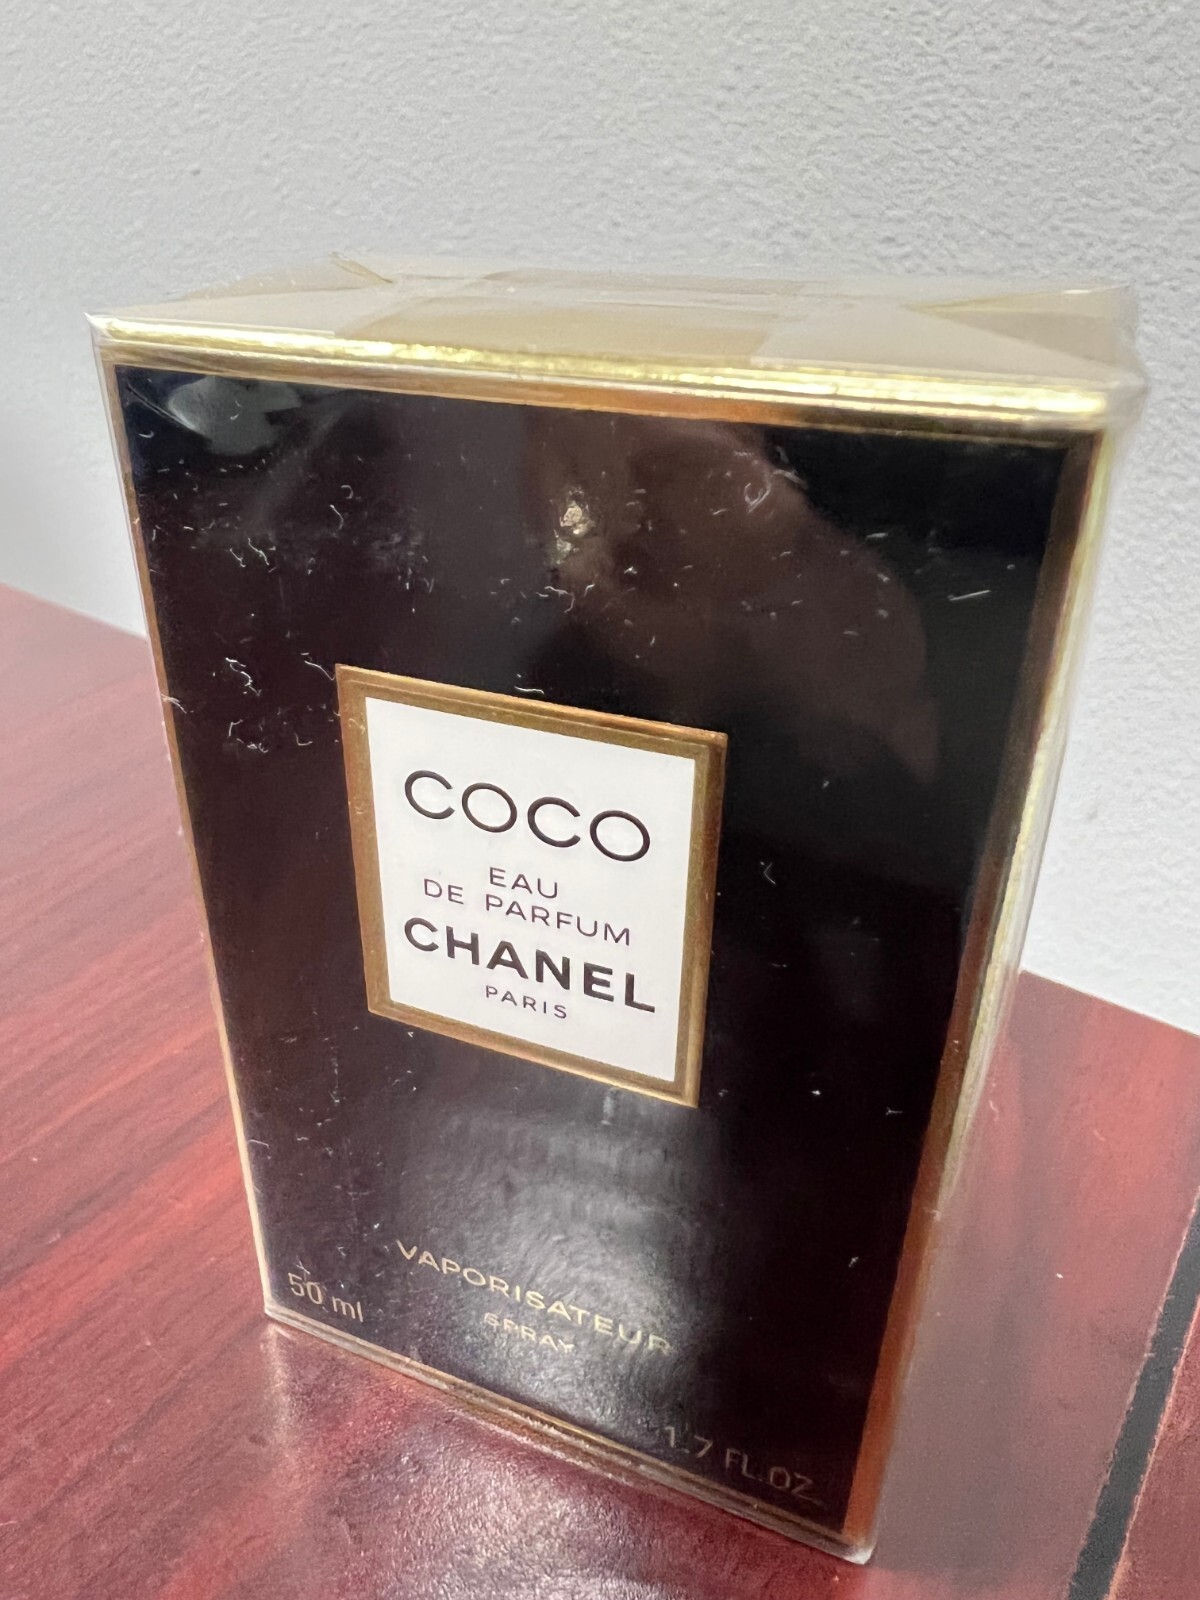 COCO
EAU
DE PARFUM
CHANEL
PARIS
VAPORISATEUR
SPRAY
50 ml
1.7 FL.OZ.